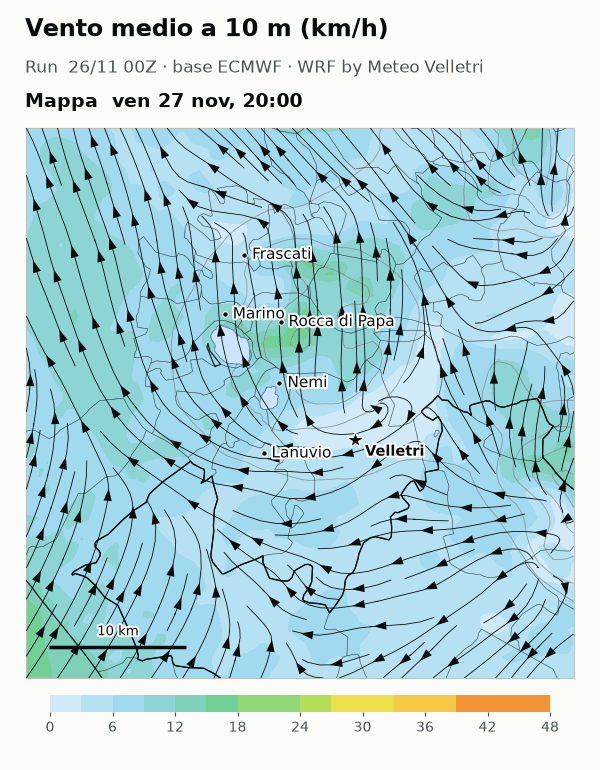 Vento medio a 10 m (km/h)
Run  26/11 00Z · base ECMWF · WRF by Meteo Velletri
Mappa  ven 27 nov, 20:00
Frascati
Marino
Rocca di Papa
Nemi
Lanuvio
Velletri
10 km
0 6 12 18 24 30 36 42 48